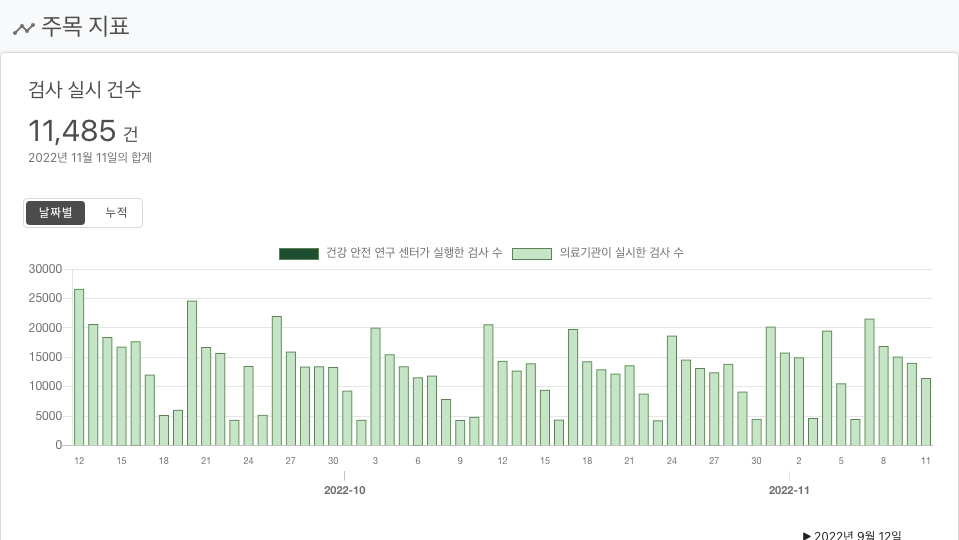 주목 지표
검사 실시 건수
11,485 건
2022년 11월 11일의 합계
날짜별 누적
건강 안전 연구 센터가 실행한 검사 수 의료기관이 실시한 검사 수
30000
25000
20000
15000
10000
5000
0
12 15 18 21 24 27 30 3 6 9 12 15 18 21 24 27 30 2 5 8 11
2022-10 2022-11
▶ 2022년 9월 12일